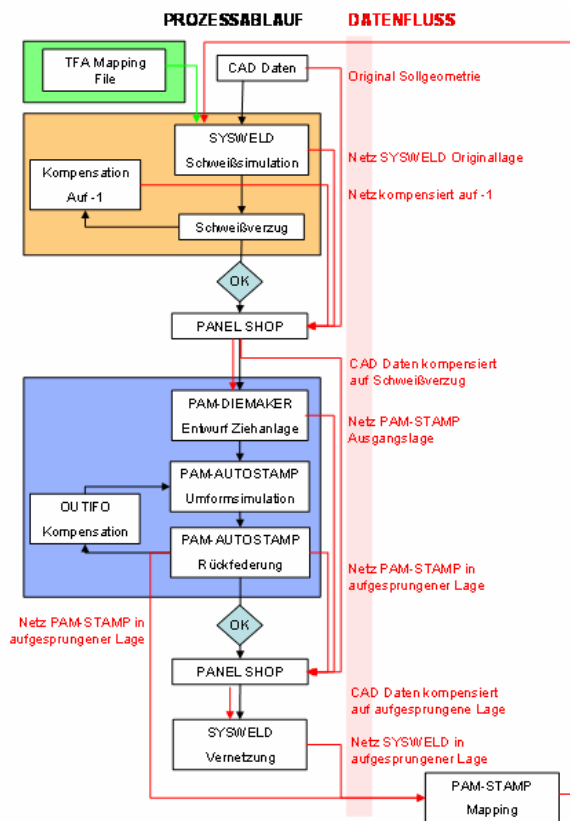 PROZESSABLAUF
DATENFLUSS
TFA Mapping
File
CAD Daten
Original Sollgeometrie
SYSWELD
Schweißsimulation
Netz SYSWELD Originallage
Kompensation
Auf -1
Netz kompensiert auf -1
Schweißverzug
OK
PANEL SHOP
CAD Daten kompensiert
auf Schweißverzug
PAM-DIEMAKER
Entwurf Ziehanlage
Netz PAM-STAMP
Ausgangslage
PAM-AUTOSTAMP
Umformsimulation
OUTIFO
Kompensation
PAM-AUTOSTAMP
Rückfederung
Netz PAM-STAMP in
aufgesprungener Lage
Netz PAM-STAMP in
aufgesprungener Lage
OK
PANEL SHOP
CAD Daten kompensiert
auf aufgesprungene Lage
SYSWELD
Vernetzung
Netz SYSWELD in
aufgesprungener Lage
PAM-STAMP
Mapping